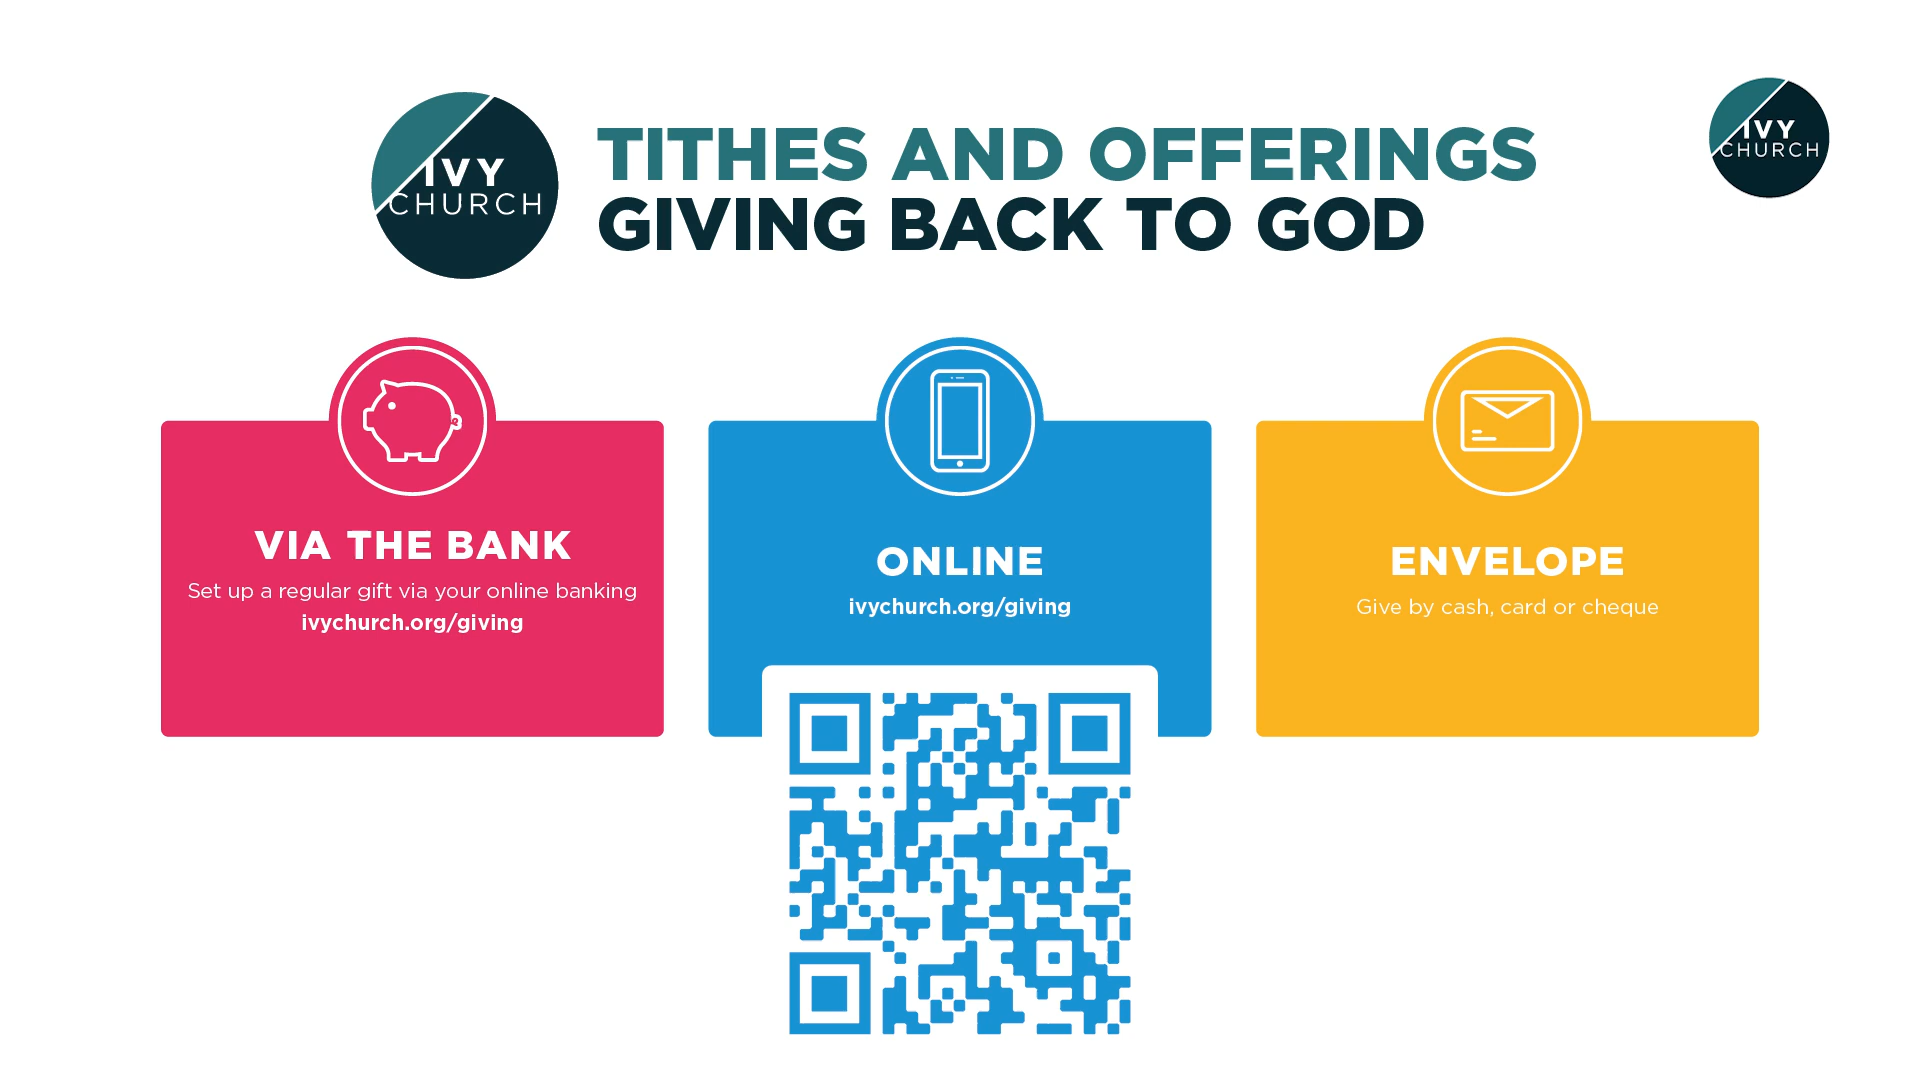 IVY
CHURCH
TITHES AND OFFERINGS
GIVING BACK TO GOD
IVY
CHURCH
VIA THE BANK
Set up a regular gift via your online banking
ivychurch.org/giving
ONLINE
ivychurch.org/giving
ENVELOPE
Give by cash, card or cheque